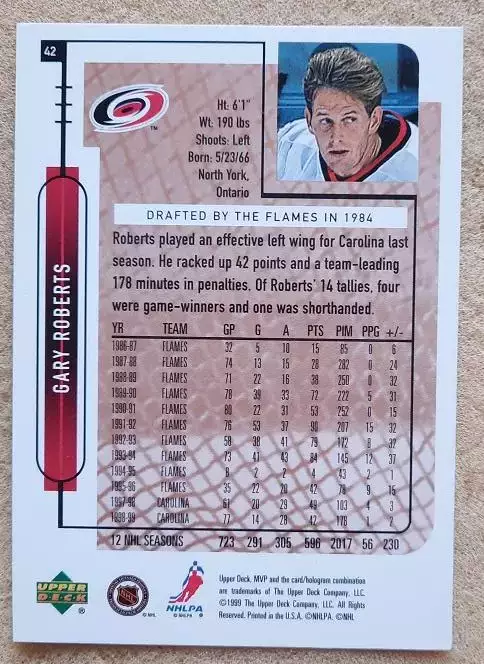 42
TM
Ht: 6'1"
Wt: 190 lbs
Shoots: Left
Born: 5/23/66
North York,
Ontario
GARY ROBERTS
DRAFTED BY THE FLAMES IN 1984
Roberts played an effective left wing for Carolina last
season. He racked up 42 points and a team-leading
178 minutes in penalties. Of Roberts' 14 tallies, four
were game-winners and one was shorthanded.
YR TEAM GP G A PTS PIM PPG +/-
1986-87 FLAMES 32 5 10 15 85 0 6
1987-88 FLAMES 74 13 15 28 282 0 24
1988-89 FLAMES 71 22 16 38 250 0 32
1989-90 FLAMES 78 39 33 72 222 5 31
1990-91 FLAMES 80 22 31 53 252 0 15
1991-92 FLAMES 76 53 37 90 207 15 32
1992-93 FLAMES 58 38 41 79 172 8 32
1993-94 FLAMES 73 41 43 84 145 12 37
1994-95 FLAMES 8 2 2 4 43 2 1
1995-96 FLAMES 35 22 20 42 78 9 15
1997-98 CAROLINA 61 20 29 49 103 4 3
1998-99 CAROLINA 77 14 28 42 178 1 2
12 NHL SEASONS 723 291 305 596 2017 56 230
UPPER
DECK
®
NHL
© NHL
NHLPA
© NHLPA
Upper Deck, MVP and the card/hologram combination
are trademarks of The Upper Deck Company, LLC.
©1999 The Upper Deck Company, LLC. All Rights
Reserved. Printed in the U.S.A. ©NHLPA. ©NHL